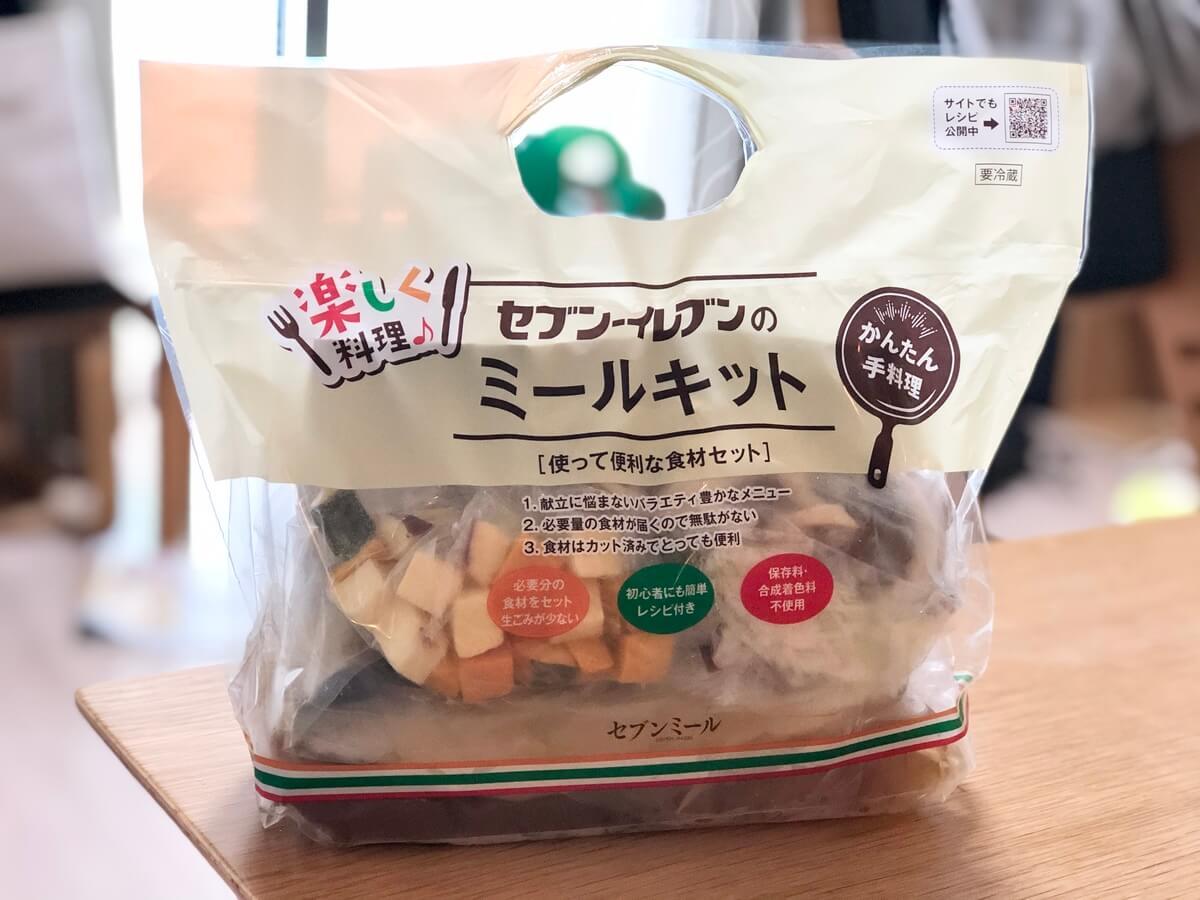 サイトでも
レシピ
公開中
要冷蔵
楽しく
料理♪
セブン-イレブンの
ミールキット
かんたん
手料理
[使って便利な食材セット]
1. 献立に悩まないバラエティ豊かなメニュー
2. 必要量の食材が届くので無駄がない
3. 食材はカット済みでとっても便利
必要分の
食材をセット
生ごみが少ない
初心者にも簡単
レシピ付き
保存料・
合成着色料
不使用
セブンミール